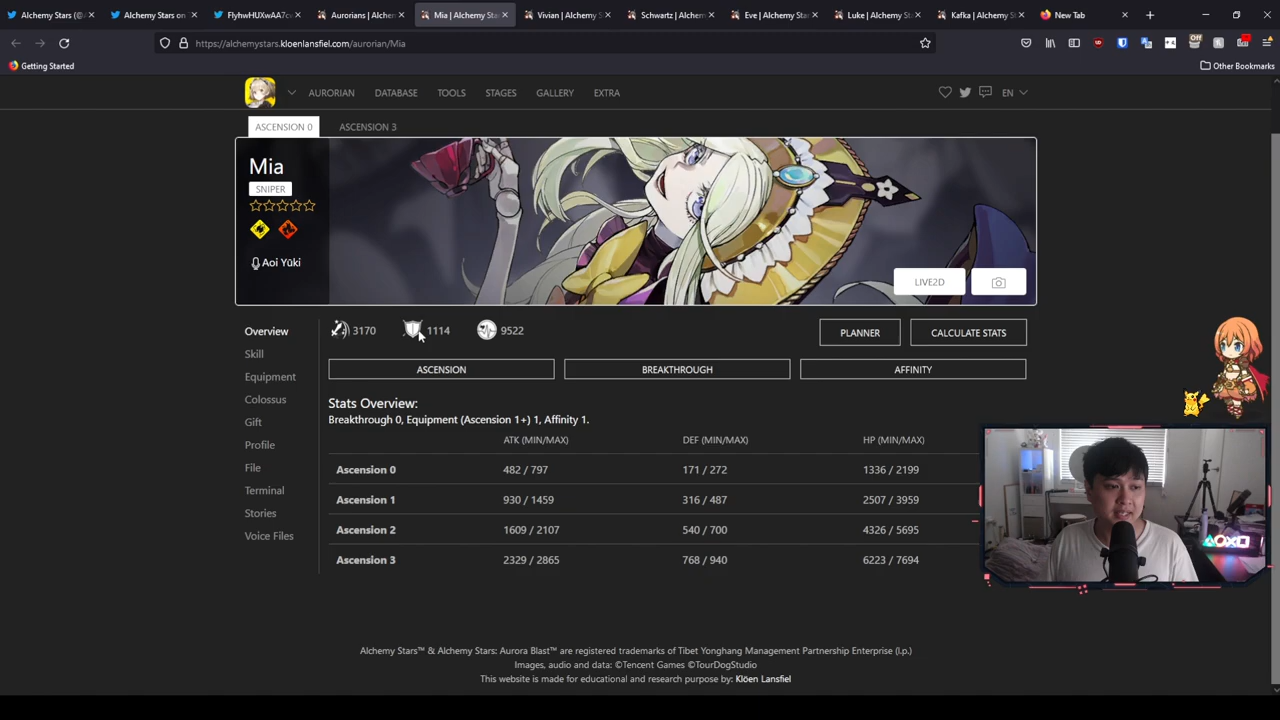 Alchemy Stars (@A
Alchemy Stars on
FlyhwHUXwAA7cw
Aurorians | Alchem
Mia | Alchemy Sta
Vivian | Alchemy S
Schwartz | Alchem
Eve | Alchemy Sta
Luke | Alchemy Sta
Kafka | Alchemy St
New Tab
https://alchemystars.kloenlansfiel.com/aurorian/Mia
Off
Getting Started
Other Bookmarks
AURORIAN
DATABASE
TOOLS
STAGES
GALLERY
EXTRA
EN
ASCENSION 0
ASCENSION 3
Mia
SNIPER
Aoi Yūki
LIVE2D
Overview
Skill
Equipment
Colossus
Gift
Profile
File
Terminal
Stories
Voice Files
3170
1114
9522
PLANNER
CALCULATE STATS
ASCENSION
BREAKTHROUGH
AFFINITY
Stats Overview:
Breakthrough 0, Equipment (Ascension 1+) 1, Affinity 1.
ATK (MIN/MAX) DEF (MIN/MAX) HP (MIN/MAX)
Ascension 0 482 / 797 171 / 272 1336 / 2199
Ascension 1 930 / 1459 316 / 487 2507 / 3959
Ascension 2 1609 / 2107 540 / 700 4326 / 5695
Ascension 3 2329 / 2865 768 / 940 6223 / 7694
Alchemy Stars™ & Alchemy Stars: Aurora Blast™ are registered trademarks of Tibet Yonghang Management Partnership Enterprise (l.p.)
Images, audio and data: ©Tencent Games ©TourDogStudio
This website is made for educational and research purpose by: Klöen Lansfiel